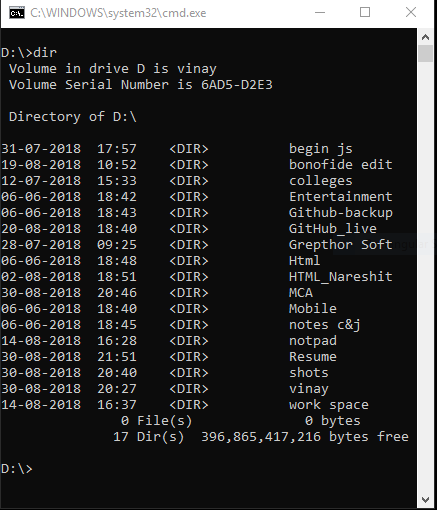 C:\WINDOWS\system32\cmd.exe
D:\>dir
 Volume in drive D is vinay
 Volume Serial Number is 6AD5-D2E3
 Directory of D:\
31-07-2018  17:57    <DIR>          begin js
19-08-2018  10:52    <DIR>          bonofide edit
12-07-2018  15:33    <DIR>          colleges
06-06-2018  18:42    <DIR>          Entertainment
06-06-2018  18:43    <DIR>          Github-backup
20-08-2018  18:40    <DIR>          GitHub_live
28-07-2018  09:25    <DIR>          Grepthor Soft
06-06-2018  18:48    <DIR>          Html
02-08-2018  18:51    <DIR>          HTML_Nareshit
30-08-2018  20:46    <DIR>          MCA
06-06-2018  18:40    <DIR>          Mobile
06-06-2018  18:45    <DIR>          notes c&j
14-08-2018  16:28    <DIR>          notpad
30-08-2018  21:51    <DIR>          Resume
30-08-2018  20:40    <DIR>          shots
30-08-2018  20:27    <DIR>          vinay
14-08-2018  16:37    <DIR>          work space
               0 File(s)              0 bytes
              17 Dir(s)  396,865,417,216 bytes free
D:\>